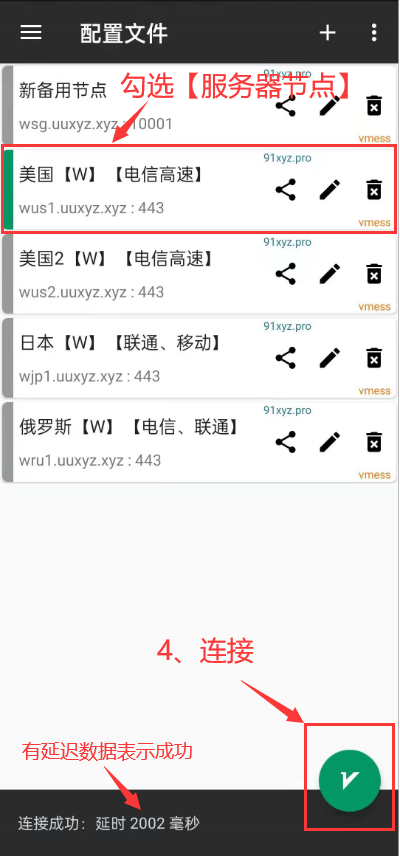 配置文件
91xyz.pro
新备用节点
勾选【服务器节点】
wsg.uuxyz.xyz : 10001
vmess
91xyz.pro
美国【W】【电信高速】
wus1.uuxyz.xyz : 443
vmess
91xyz.pro
美国2【W】【电信高速】
wus2.uuxyz.xyz : 443
vmess
91xyz.pro
日本【W】【联通、移动】
wjp1.uuxyz.xyz : 443
vmess
91xyz.pro
俄罗斯【W】【电信、联通】
wru1.uuxyz.xyz : 443
vmess
4、连接
有延迟数据表示成功
连接成功：延时 2002 毫秒